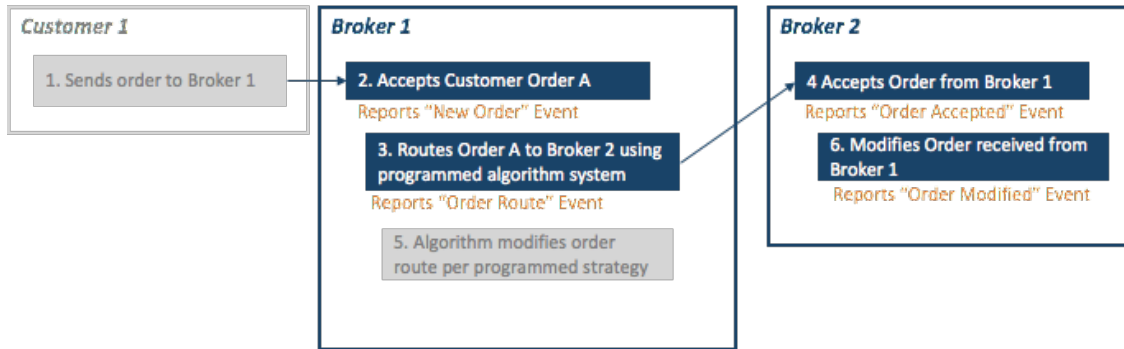 Customer 1
1. Sends order to Broker 1
Broker 1
2. Accepts Customer Order A
Reports "New Order" Event
3. Routes Order A to Broker 2 using
programmed algorithm system
Reports "Order Route" Event
5. Algorithm modifies order
route per programmed strategy
Broker 2
4 Accepts Order from Broker 1
Reports "Order Accepted" Event
6. Modifies Order received from
Broker 1
Reports "Order Modified" Event